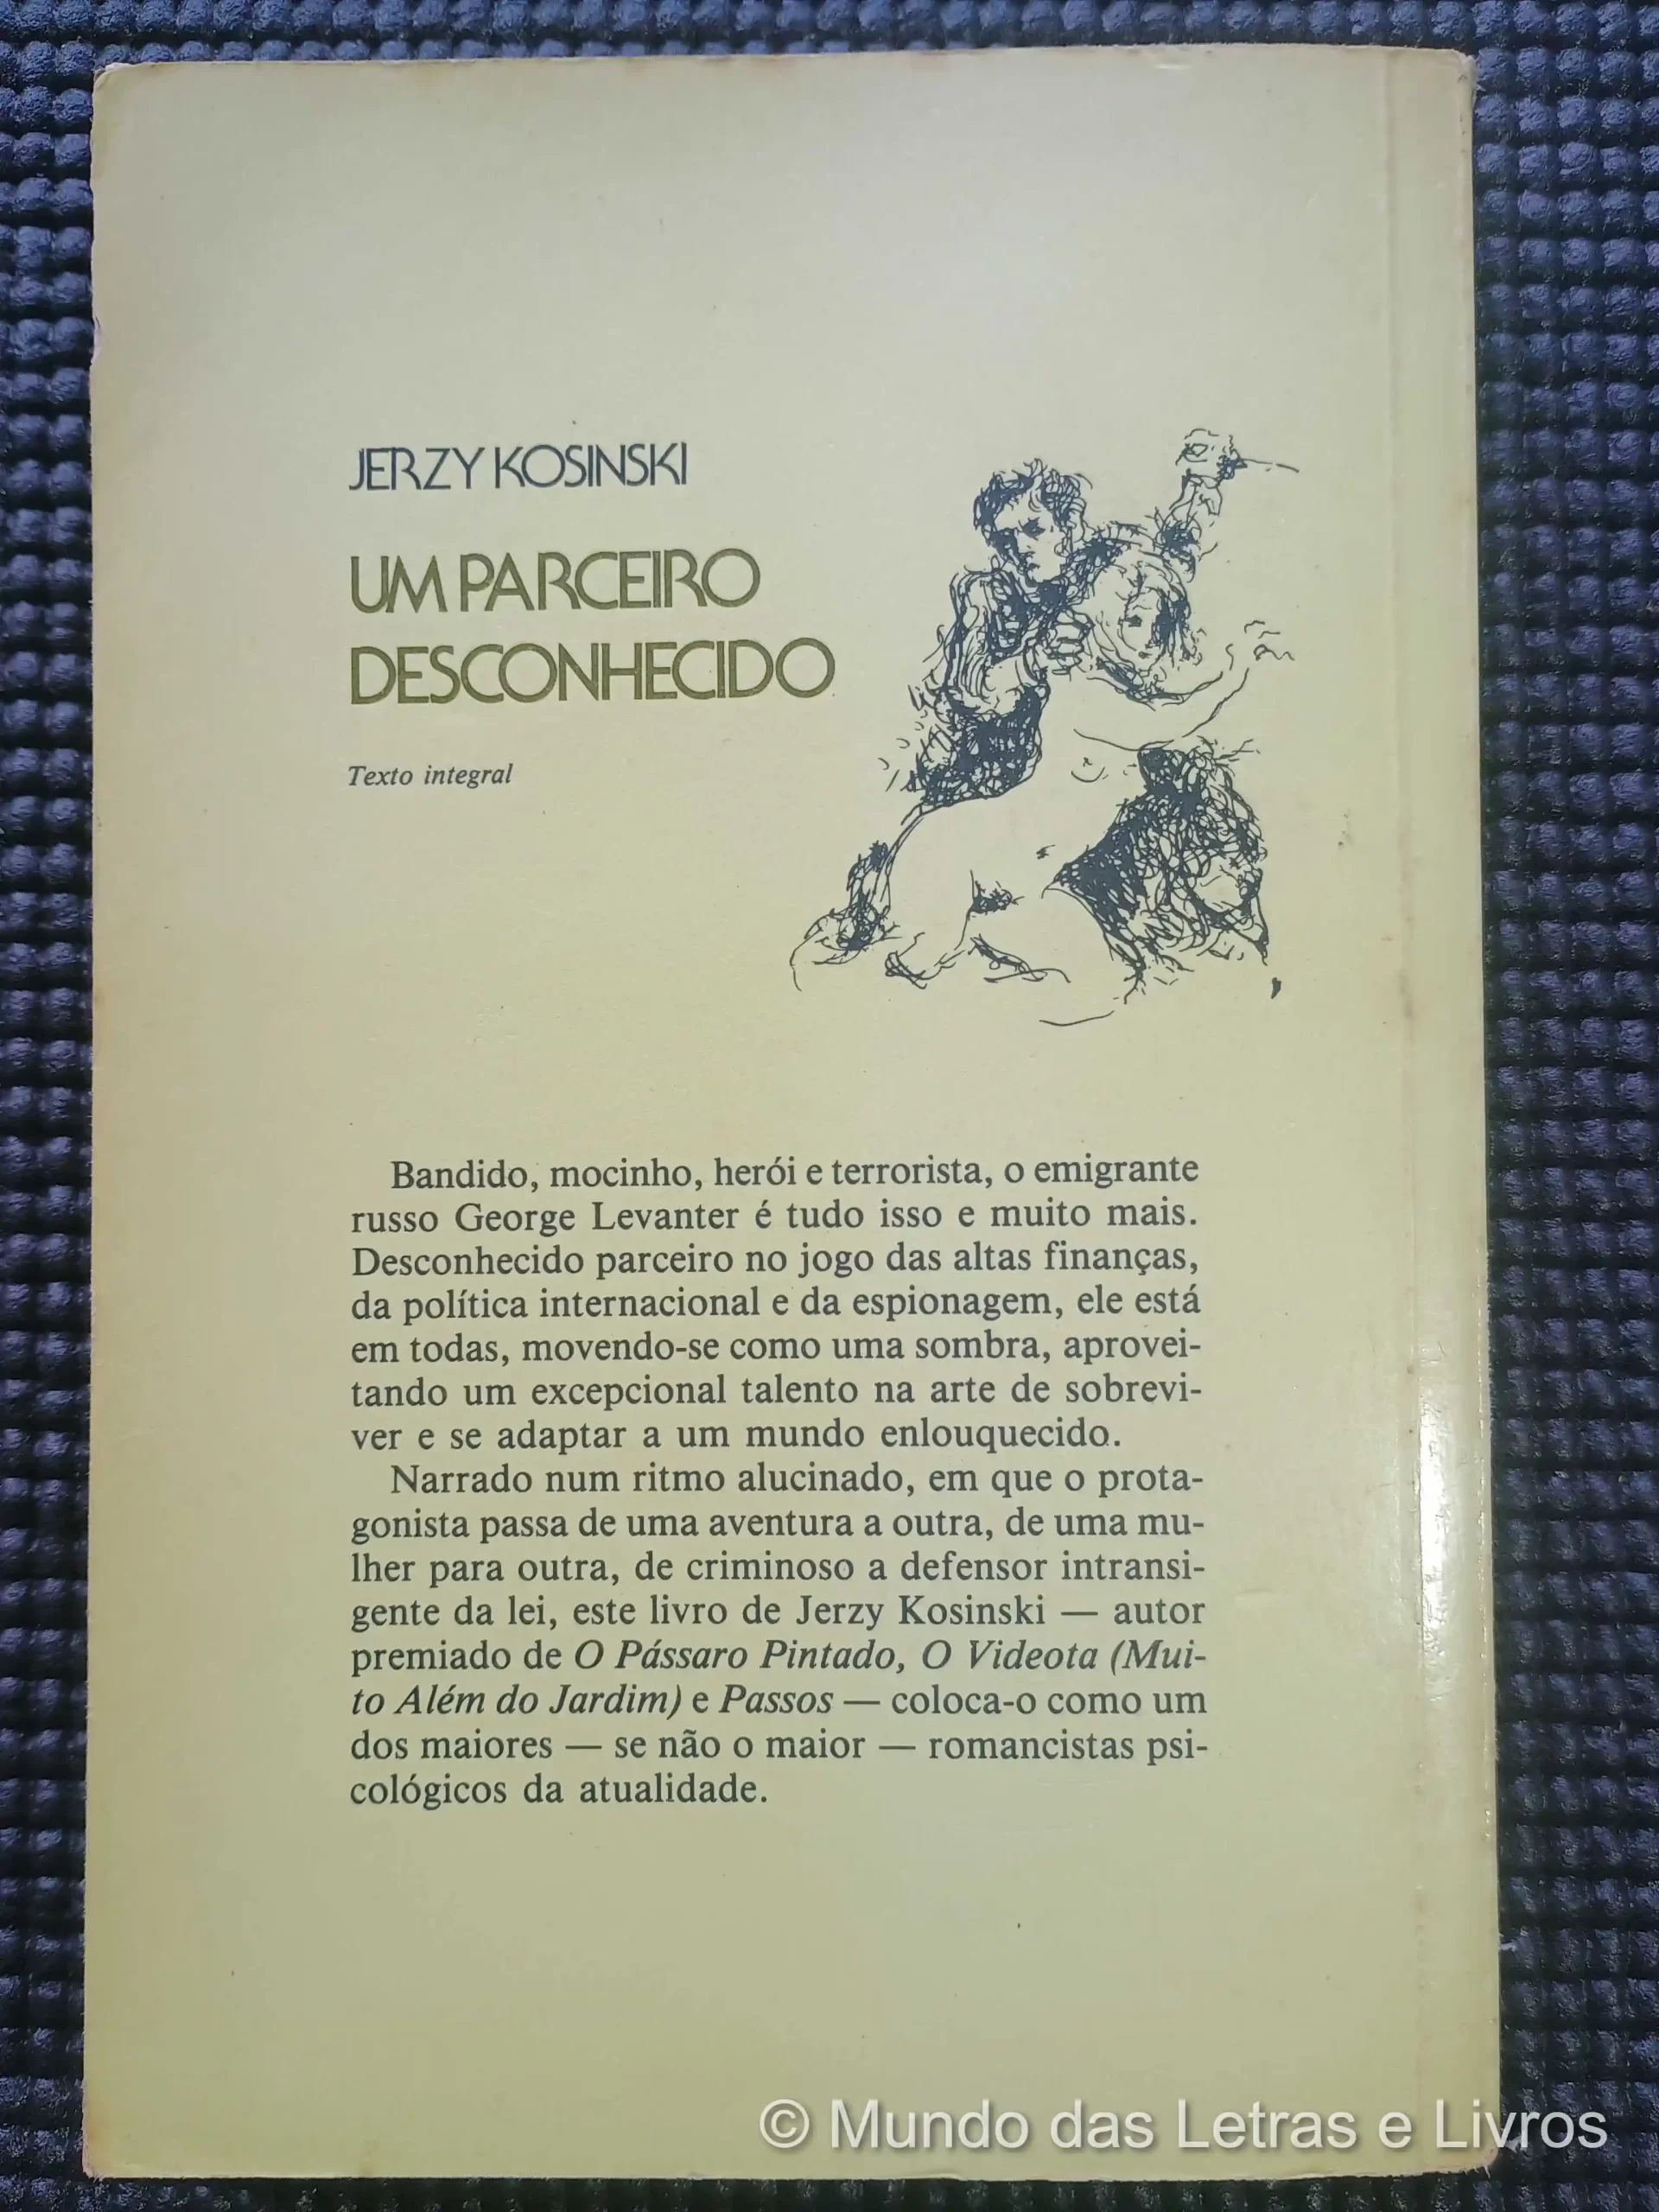 JERZY KOSINSKI
UM PARCEIRO
DESCONHECIDO
Texto integral
Bandido, mocinho, herói e terrorista, o emigrante
russo George Levanter é tudo isso e muito mais.
Desconhecido parceiro no jogo das altas finanças,
da política internacional e da espionagem, ele está
em todas, movendo-se como uma sombra, aprovei-
tando um excepcional talento na arte de sobrevi-
ver e se adaptar a um mundo enlouquecido.
Narrado num ritmo alucinado, em que o prota-
gonista passa de uma aventura a outra, de uma mu-
lher para outra, de criminoso a defensor intransi-
gente da lei, este livro de Jerzy Kosinski — autor
premiado de O Pássaro Pintado, O Videota (Mui-
to Além do Jardim) e Passos — coloca-o como um
dos maiores — se não o maior — romancistas psi-
cológicos da atualidade.
© Mundo das Letras e Livros